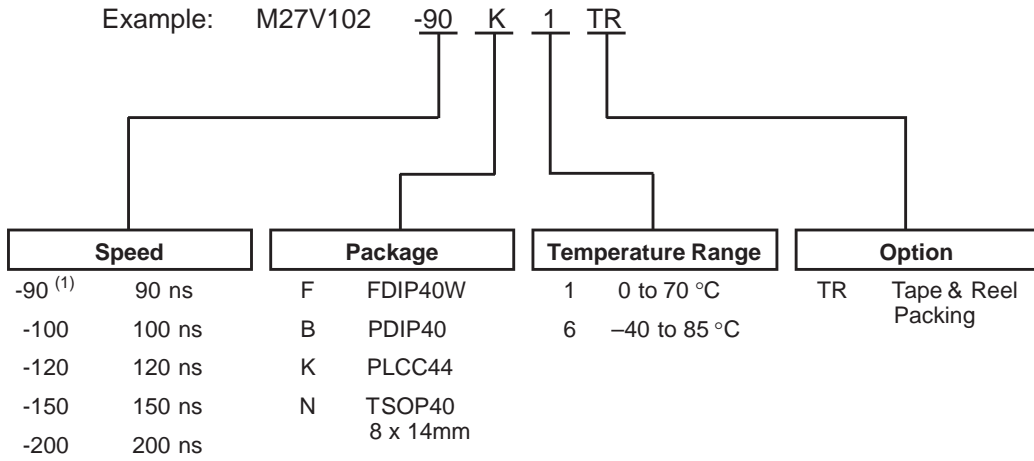 Example: M27V102 -90 K 1 TR
Speed Package Temperature Range Option
-90 (1) 90 ns F FDIP40W 1 0 to 70 °C TR Tape & Reel
Packing
-100 100 ns B PDIP40 6 –40 to 85 °C
-120 120 ns K PLCC44
-150 150 ns N TSOP40
8 x 14mm
-200 200 ns